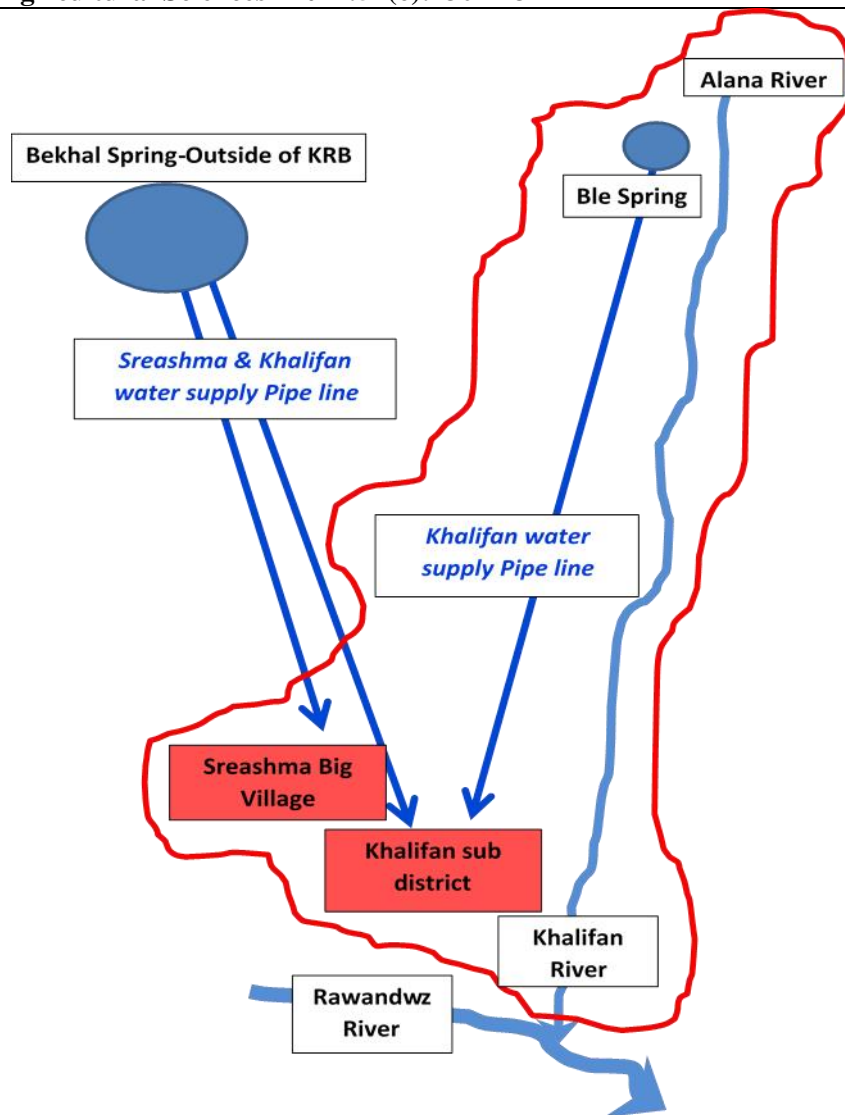 Alana River
Bekhal Spring-Outside of KRB
Ble Spring
Sreashma & Khalifan
water supply Pipe line
Khalifan water
supply Pipe line
Sreashma Big
Village
Khalifan sub
district
Khalifan
River
Rawandwz
River